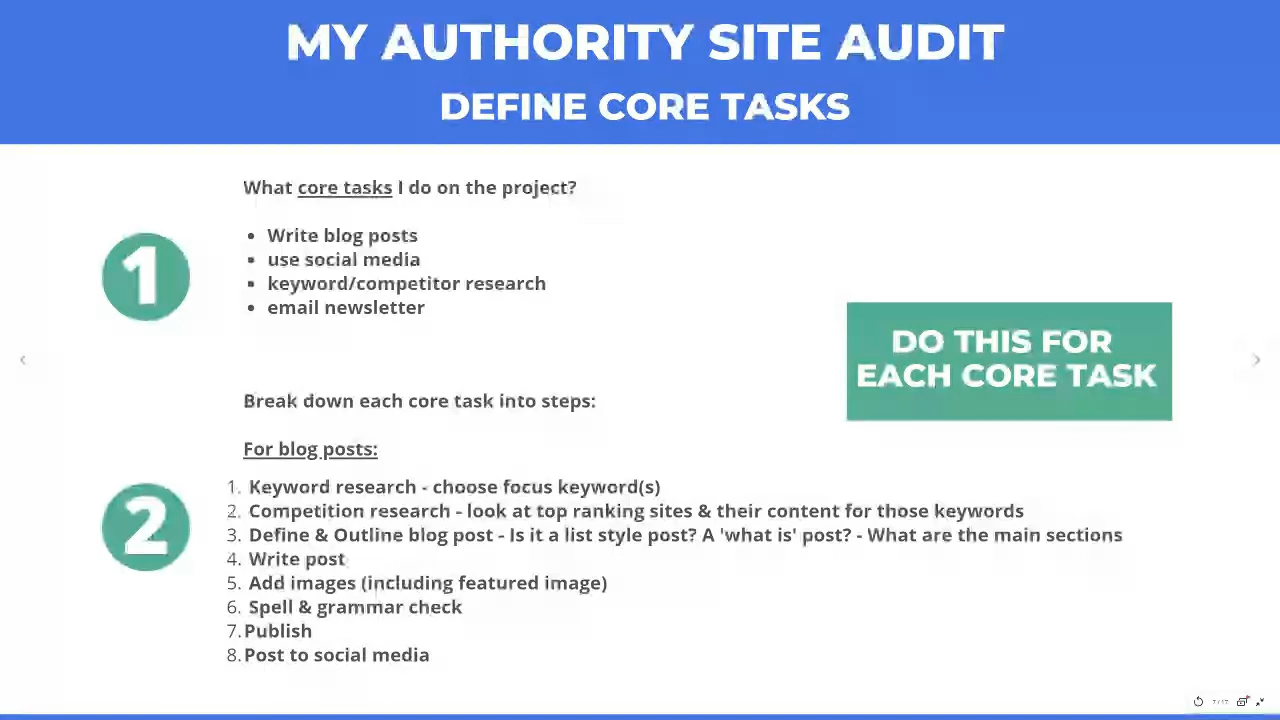 MY AUTHORITY SITE AUDIT
DEFINE CORE TASKS
What core tasks I do on the project?
1
• Write blog posts
• use social media
• keyword/competitor research
• email newsletter
DO THIS FOR
EACH CORE TASK
Break down each core task into steps:
For blog posts:
2
1. Keyword research - choose focus keyword(s)
2. Competition research - look at top ranking sites & their content for those keywords
3. Define & Outline blog post - Is it a list style post? A 'what is' post? - What are the main sections
4. Write post
5. Add images (including featured image)
6. Spell & grammar check
7. Publish
8. Post to social media
7 / 17